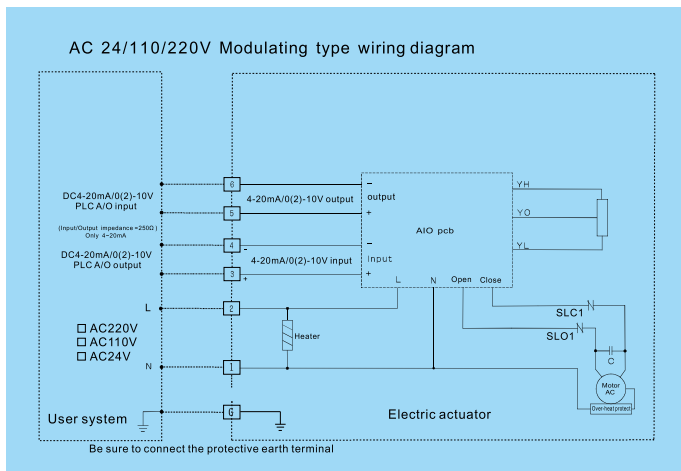 AC 24/110/220V Modulating type wiring diagram
DC4-20mA/0(2)-10V
PLC A/O input
(Input/Output impedance=250Ω)
Only 4~20mA
DC4-20mA/0(2)-10V
PLC A/O output
L
☐ AC220V
☐ AC110V
☐ AC24V
N
User system
6
5
4
-
3
+
2
1
G
4-20mA/0(2)-10V output
4-20mA/0(2)-10V input
Heater
-
output
+
AIO pcb
-
Input
+
L
N
Open
Close
YH
YO
YL
SLC1
SLO1
C
Motor
AC
Over-heat protect
Electric actuator
Be sure to connect the protective earth terminal